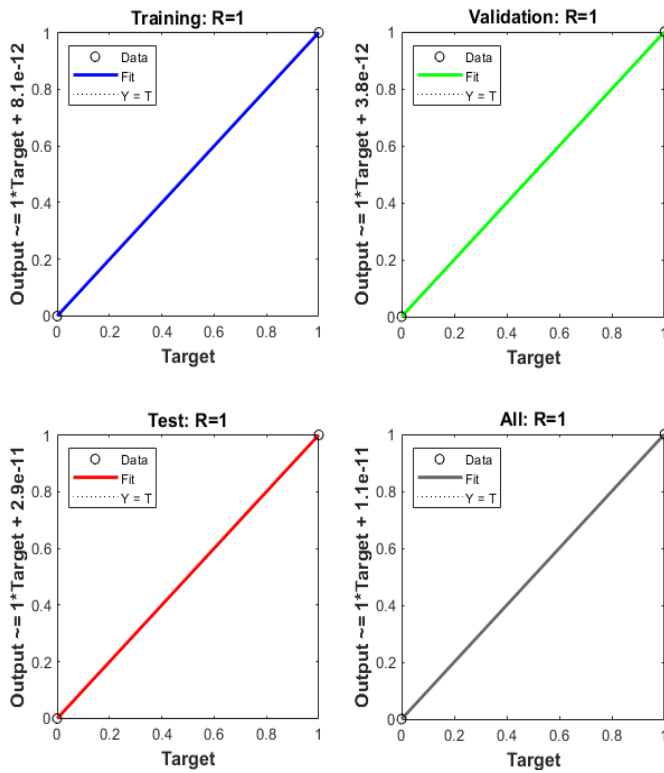 Training: R=1
Output ~= 1*Target + 8.1e-12
1
0.8
0.6
0.4
0.2
0
Data
Fit
Y = T
0 0.2 0.4 0.6 0.8 1
Target
Validation: R=1
Output ~= 1*Target + 3.8e-12
1
0.8
0.6
0.4
0.2
0
Data
Fit
Y = T
0 0.2 0.4 0.6 0.8 1
Target
Test: R=1
Output ~= 1*Target + 2.9e-11
1
0.8
0.6
0.4
0.2
0
Data
Fit
Y = T
0 0.2 0.4 0.6 0.8 1
Target
All: R=1
Output ~= 1*Target + 1.1e-11
1
0.8
0.6
0.4
0.2
0
Data
Fit
Y = T
0 0.2 0.4 0.6 0.8 1
Target